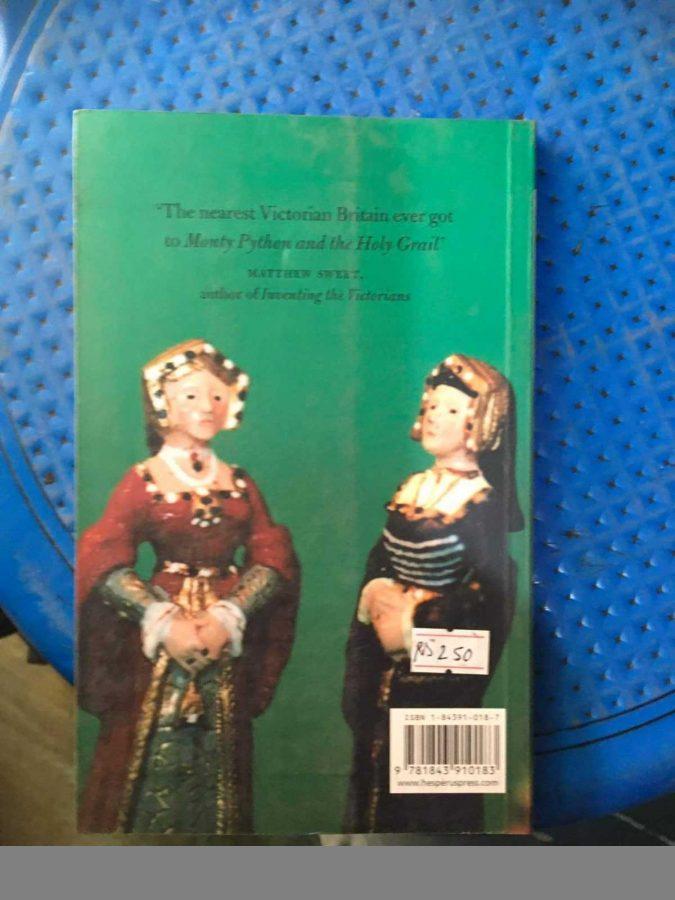 "The nearest Victorian Britain ever got
to Monty Python and the Holy Grail"
MATTHEW SWEET,
author of Inventing the Victorians
RS 250
ISBN 1-84391-018-7
9 781843 910183
www.hesperuspress.com